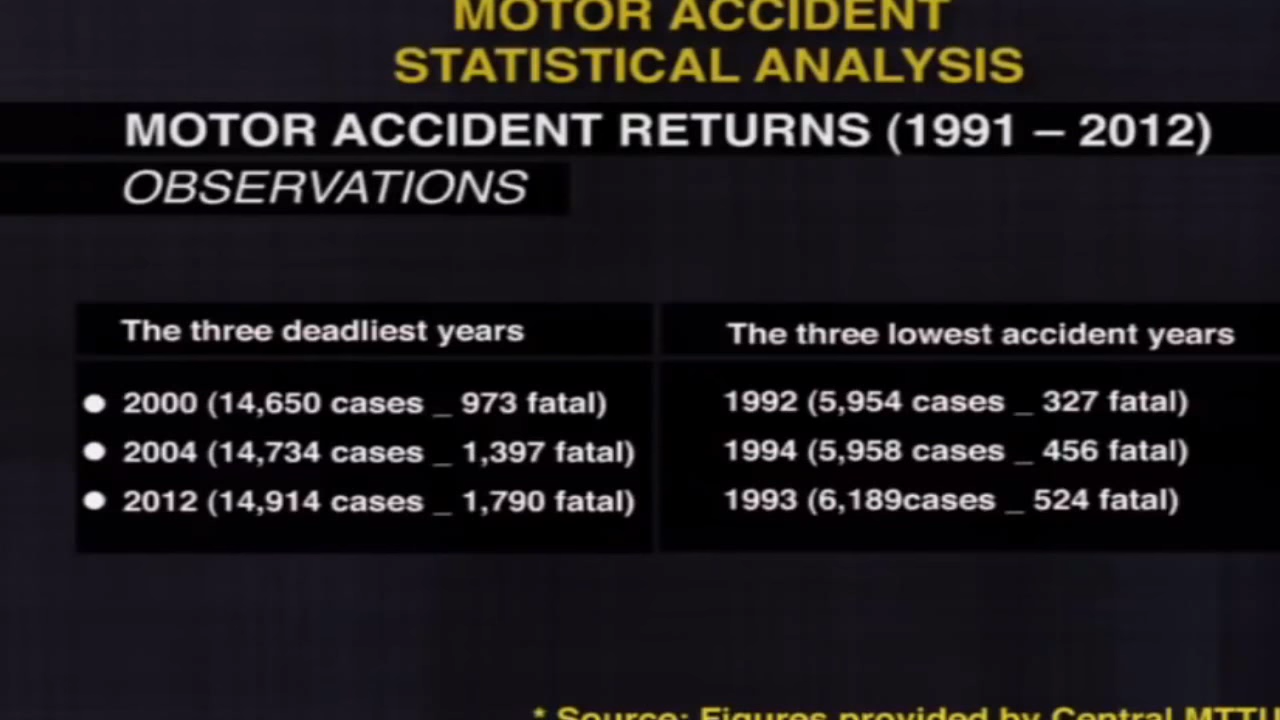 MOTOR ACCIDENT
STATISTICAL ANALYSIS
MOTOR ACCIDENT RETURNS (1991 – 2012)
OBSERVATIONS
The three deadliest years
● 2000 (14,650 cases _ 973 fatal)
● 2004 (14,734 cases _ 1,397 fatal)
● 2012 (14,914 cases _ 1,790 fatal)
The three lowest accident years
1992 (5,954 cases _ 327 fatal)
1994 (5,958 cases _ 456 fatal)
1993 (6,189cases _ 524 fatal)
* Source: Figures provided by Central MTTU